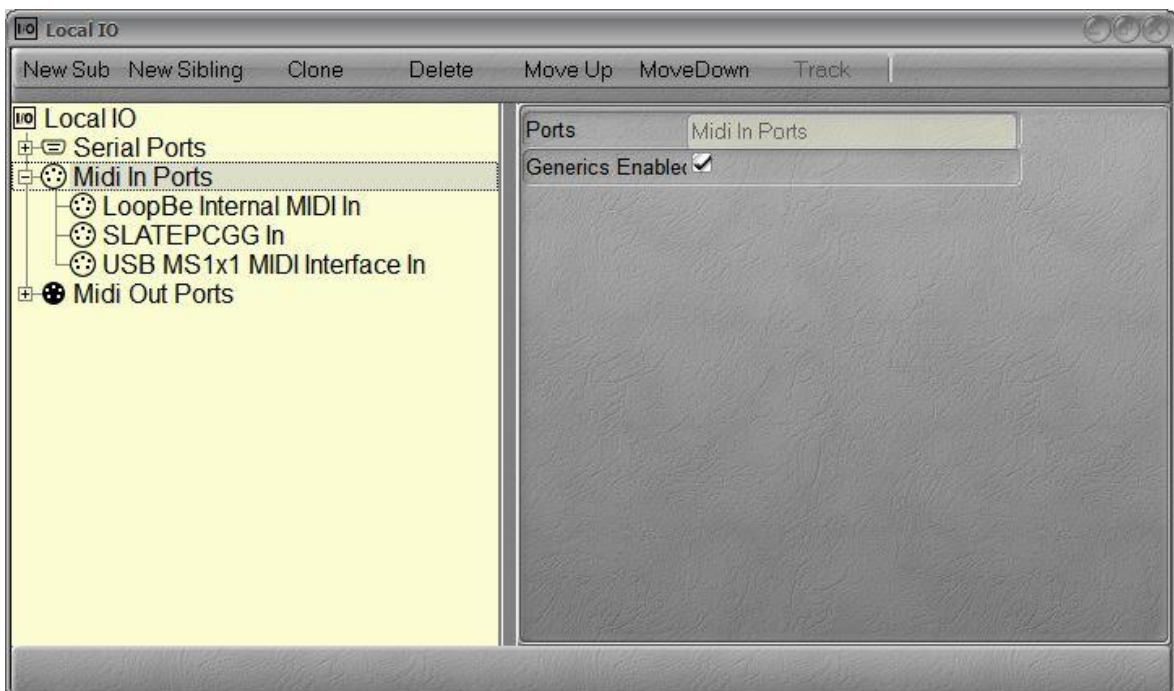 I/O Local IO
New Sub New Sibling Clone Delete Move Up MoveDown Track
I/O Local IO
Serial Ports
Midi In Ports
LoopBe Internal MIDI In
SLATEPCGG In
USB MS1x1 MIDI Interface In
Midi Out Ports
Ports Midi In Ports
Generics Enable